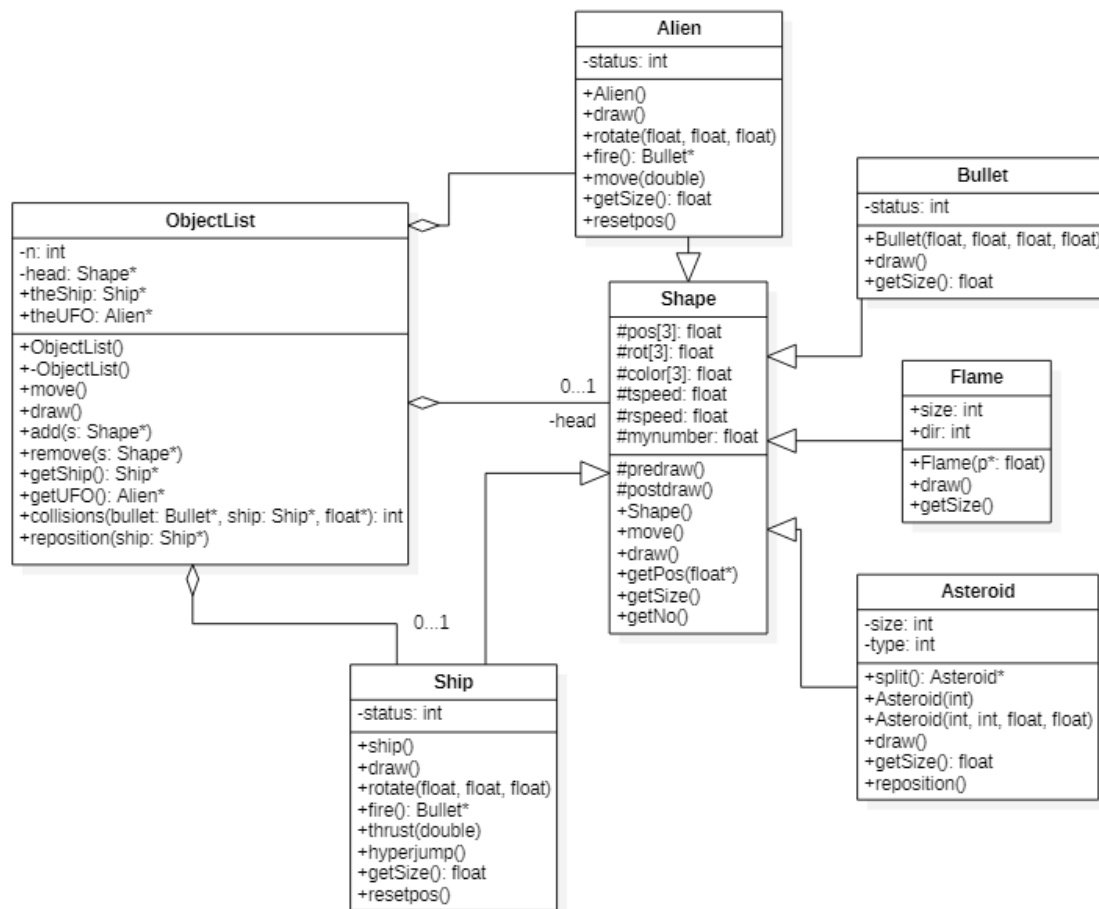 Alien
-status: int
+Alien()
+draw()
+rotate(float, float, float)
+fire(): Bullet*
+move(double)
+getSize(): float
+resetpos()
ObjectList
-n: int
-head: Shape*
+theShip: Ship*
+theUFO: Alien*
+ObjectList()
+-ObjectList()
+move()
+draw()
+add(s: Shape*)
+remove(s: Shape*)
+getShip(): Ship*
+getUFO(): Alien*
+collisions(bullet: Bullet*, ship: Ship*, float*): int
+reposition(ship: Ship*)
0...1
-head
Shape
#pos[3]: float
#rot[3]: float
#color[3]: float
#tspeed: float
#rspeed: float
#mynumber: float
#predraw()
#postdraw()
+Shape()
+move()
+draw()
+getPos(float*)
+getSize()
+getNo()
Bullet
-status: int
+Bullet(float, float, float, float)
+draw()
+getSize(): float
Flame
+size: int
+dir: int
+Flame(p*: float)
+draw()
+getSize()
Asteroid
-size: int
-type: int
+split(): Asteroid*
+Asteroid(int)
+Asteroid(int, int, float, float)
+draw()
+getSize(): float
+reposition()
0...1
Ship
-status: int
+ship()
+draw()
+rotate(float, float, float)
+fire(): Bullet*
+thrust(double)
+hyperjump()
+getSize(): float
+resetpos()